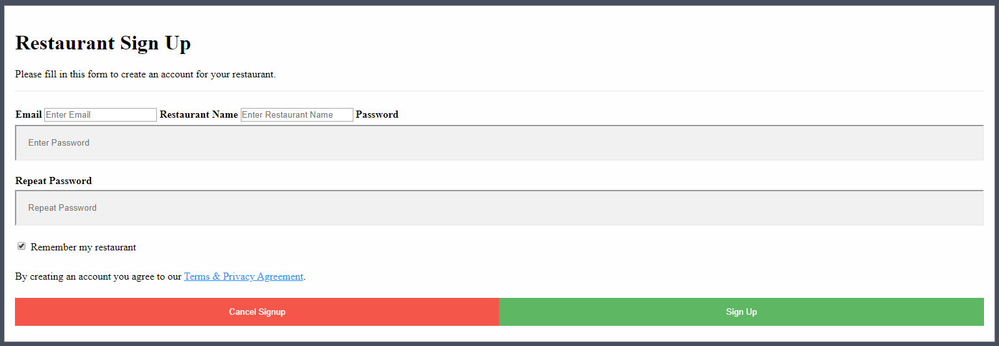 Restaurant Sign Up
Please fill in this form to create an account for your restaurant.
Email Enter Email Restaurant Name Enter Restaurant Name Password
Enter Password
Repeat Password
Repeat Password
Remember my restaurant
By creating an account you agree to our Terms & Privacy Agreement.
Cancel Signup Sign Up